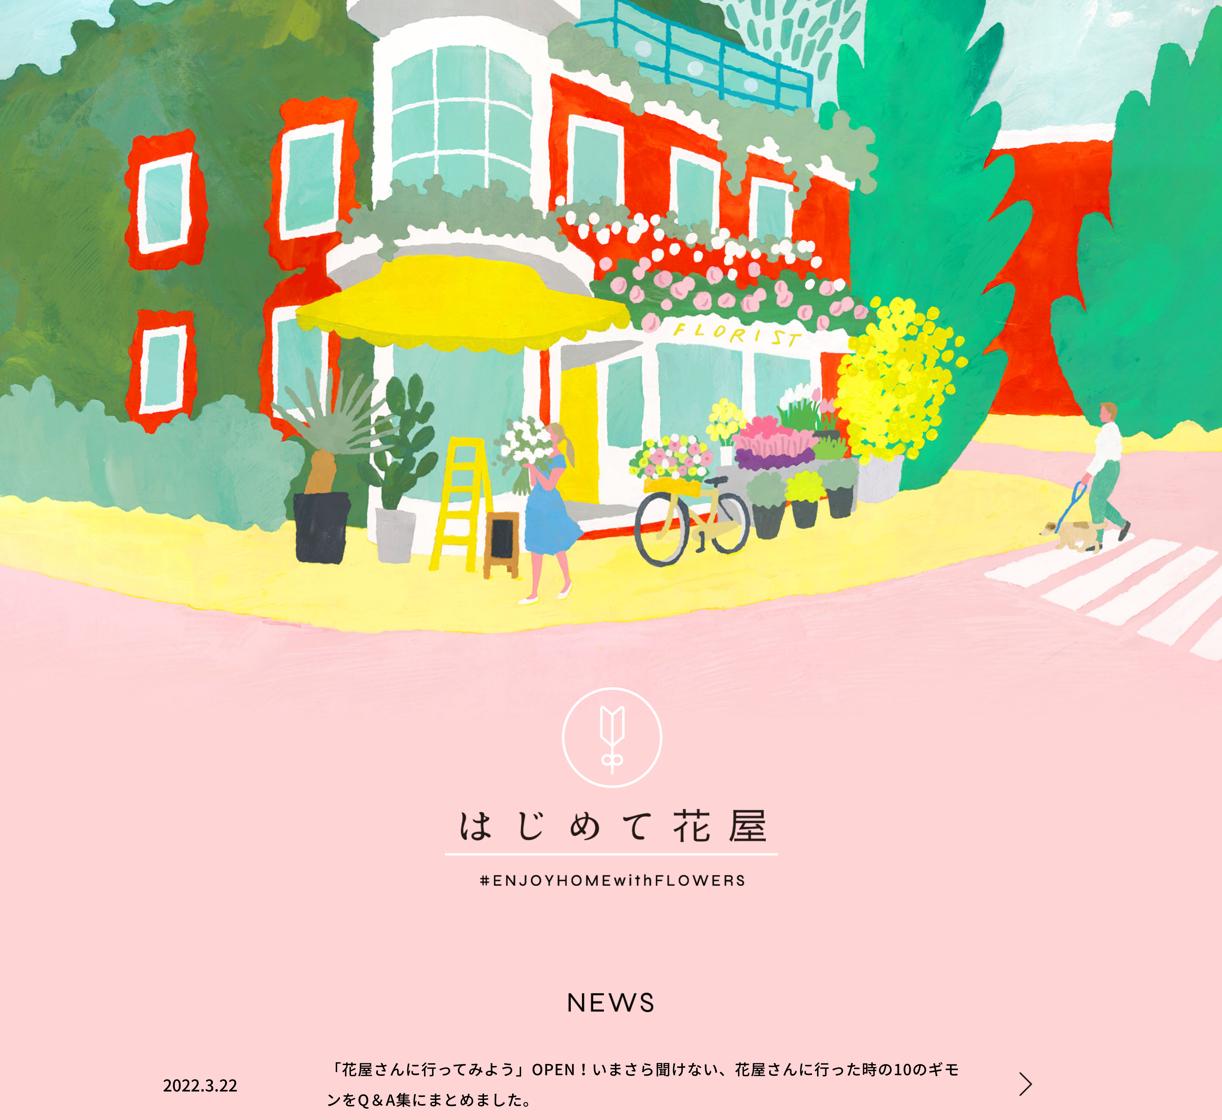 FLORIST
はじめて花屋
#ENJOYHOMEwithFLOWERS
NEWS
2022.3.22
「花屋さんに行ってみよう」OPEN！いまさら聞けない、花屋さんに行った時の10のギモ
ンをQ＆A集にまとめました。